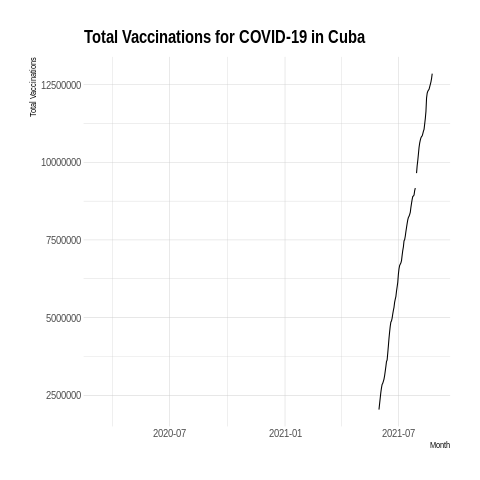 Total Vaccinations for COVID-19 in Cuba
Total Vaccinations
12500000
10000000
7500000
5000000
2500000
2020-07
2021-01
2021-07
Month